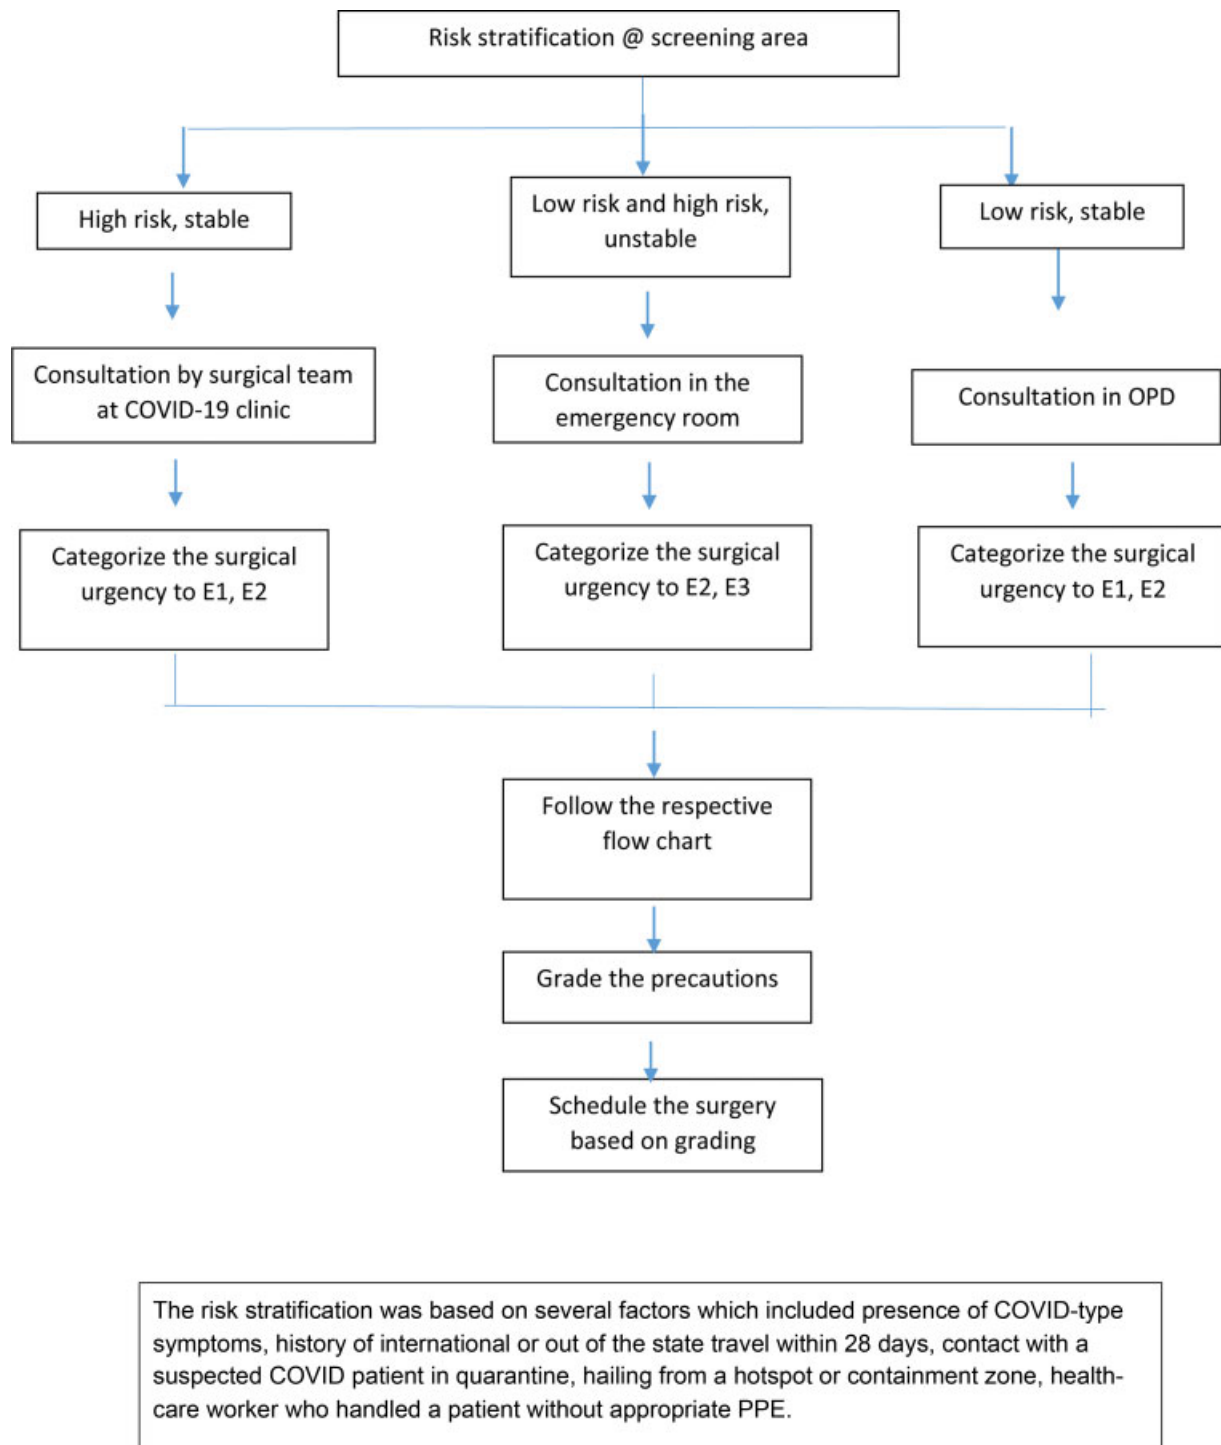 Risk stratification @ screening area
High risk, stable
Low risk and high risk,
unstable
Low risk, stable
Consultation by surgical team
at COVID-19 clinic
Consultation in the
emergency room
Consultation in OPD
Categorize the surgical
urgency to E1, E2
Categorize the surgical
urgency to E2, E3
Categorize the surgical
urgency to E1, E2
Follow the respective
flow chart
Grade the precautions
Schedule the surgery
based on grading
The risk stratification was based on several factors which included presence of COVID-type
symptoms, history of international or out of the state travel within 28 days, contact with a
suspected COVID patient in quarantine, hailing from a hotspot or containment zone, health-
care worker who handled a patient without appropriate PPE.